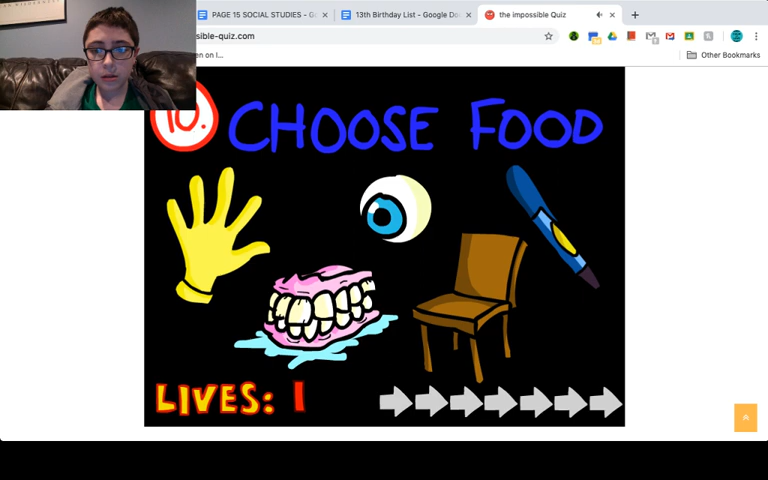 PAGE 15 SOCIAL STUDIES - G
13th Birthday List - Google Do
the impossible Quiz
sible-quiz.com
en on I...
Other Bookmarks
10. CHOOSE FOOD
LIVES: 1